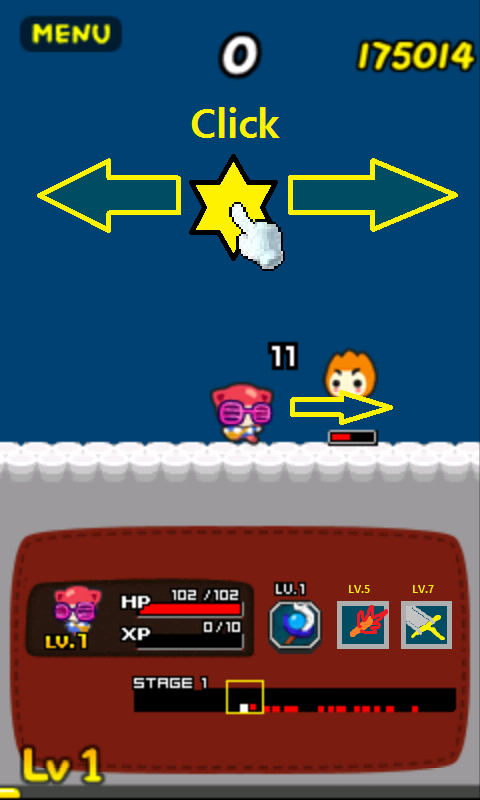 MENU
0
175014
Click
11
HP 102 /102
XP 0/10
LV.1
LV.1
LV.5
LV.7
STAGE 1
Lv 1